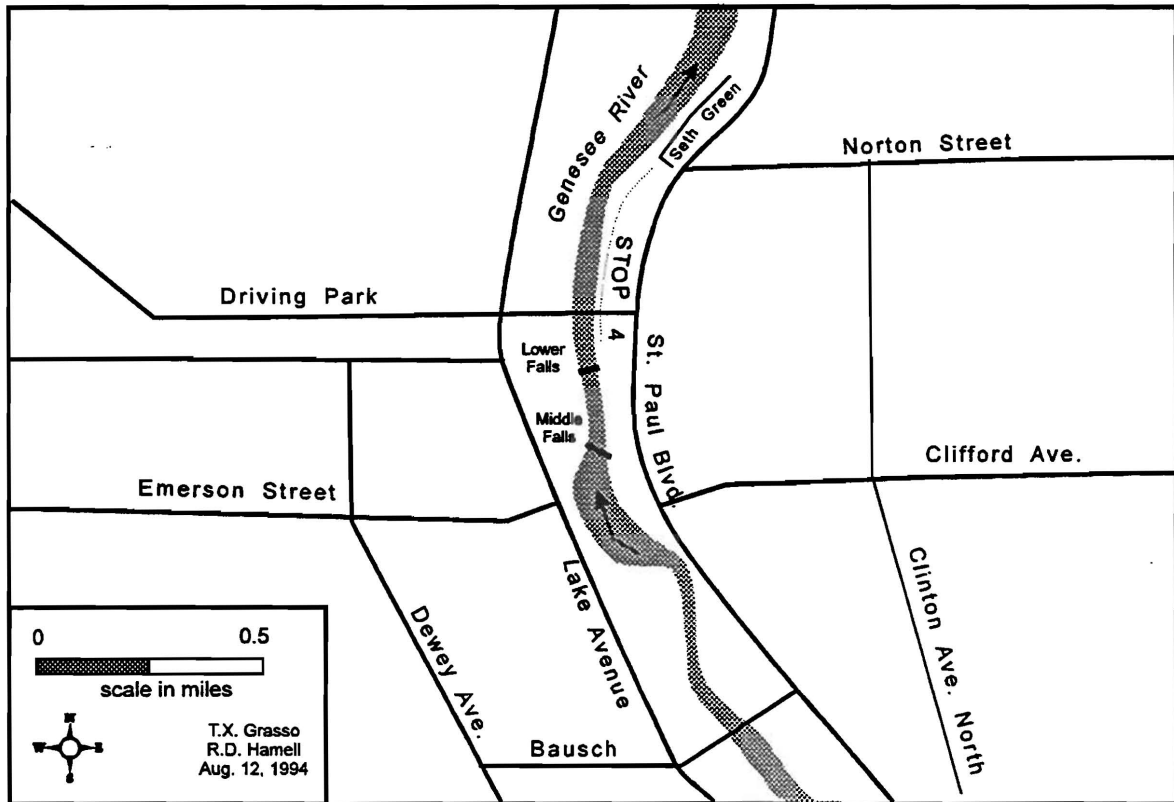 Genesee River
Seth Green
Norton Street
STOP 4
Driving Park
Lower
Falls
St. Paul Blvd.
Middle
Falls
Clifford Ave.
Emerson Street
Lake Avenue
Dewey Ave.
Clinton Ave. North
Bausch
0 0.5
scale in miles
N
W E
S
T.X. Grasso
R.D. Hamell
Aug. 12, 1994